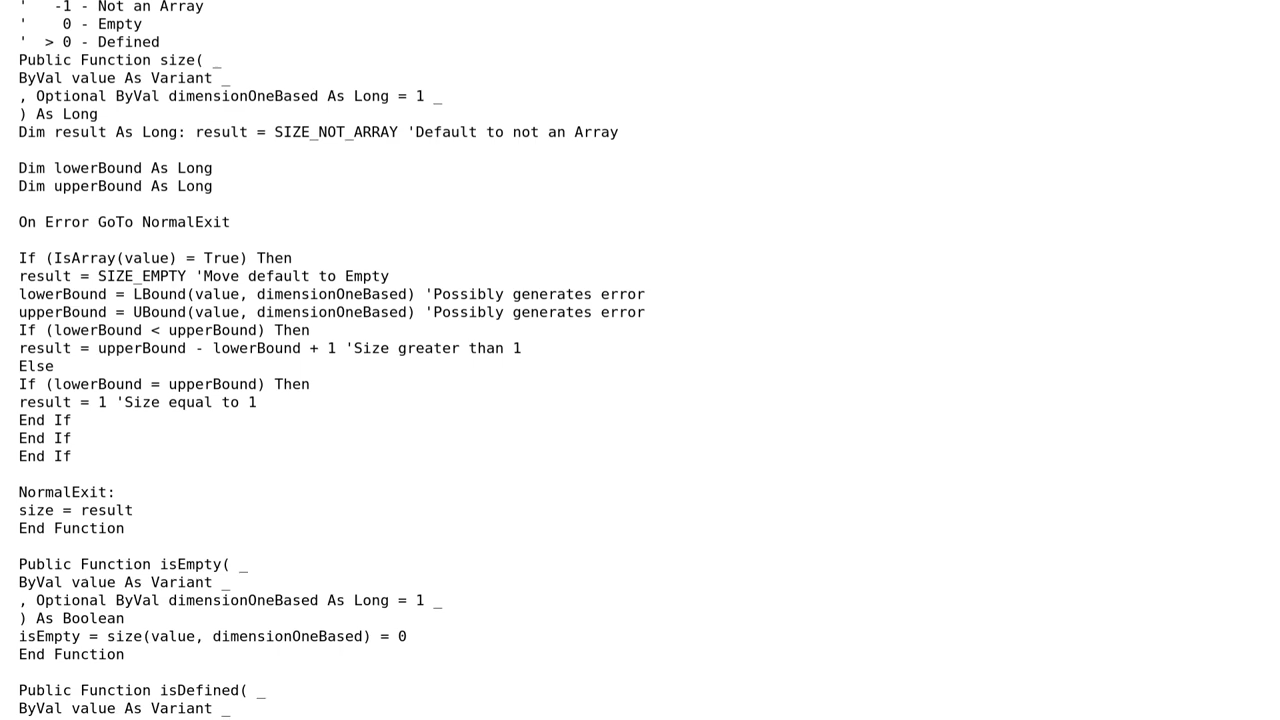 '   -1 - Not an Array
'    0 - Empty
'  > 0 - Defined
Public Function size( _
ByVal value As Variant _
, Optional ByVal dimensionOneBased As Long = 1 _
) As Long
Dim result As Long: result = SIZE_NOT_ARRAY 'Default to not an Array

Dim lowerBound As Long
Dim upperBound As Long

On Error GoTo NormalExit

If (IsArray(value) = True) Then
result = SIZE_EMPTY 'Move default to Empty
lowerBound = LBound(value, dimensionOneBased) 'Possibly generates error
upperBound = UBound(value, dimensionOneBased) 'Possibly generates error
If (lowerBound < upperBound) Then
result = upperBound - lowerBound + 1 'Size greater than 1
Else
If (lowerBound = upperBound) Then
result = 1 'Size equal to 1
End If
End If
End If

NormalExit:
size = result
End Function

Public Function isEmpty( _
ByVal value As Variant _
, Optional ByVal dimensionOneBased As Long = 1 _
) As Boolean
isEmpty = size(value, dimensionOneBased) = 0
End Function

Public Function isDefined( _
ByVal value As Variant _